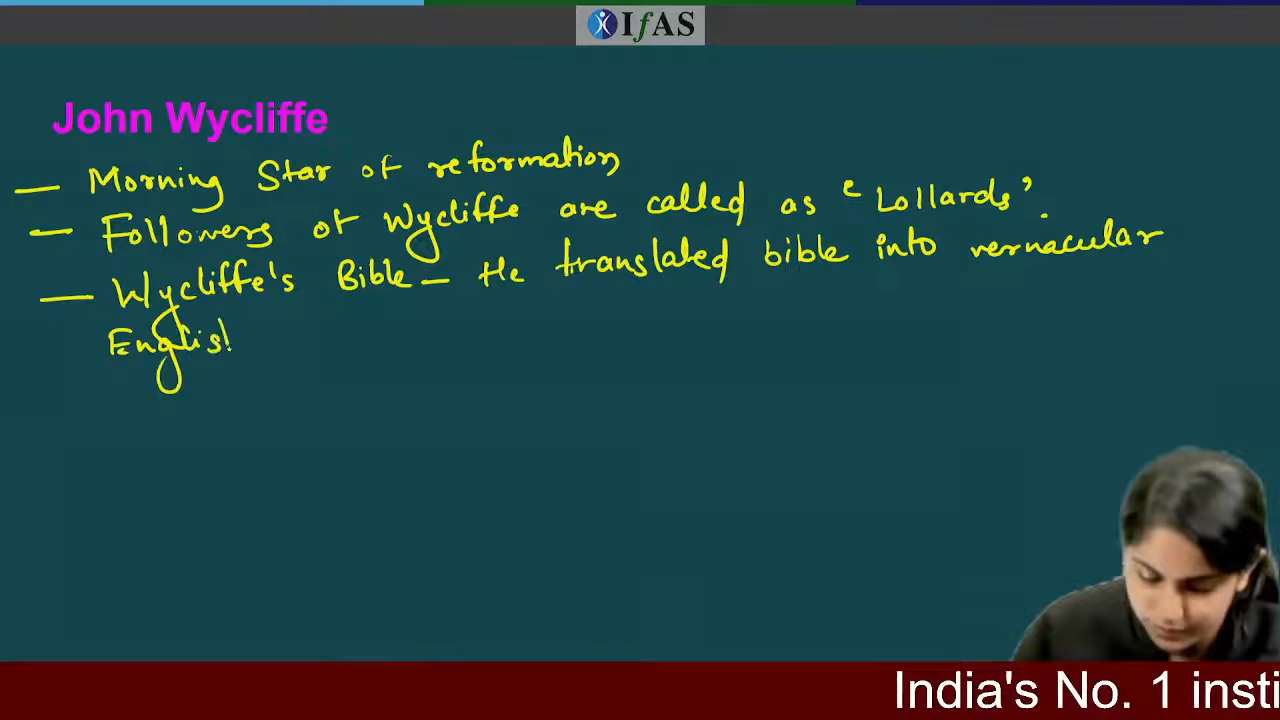 IfAS
John Wycliffe
— Morning Star of reformation,
— Followers of Wycliffe are called as 'Lollards'.
— Wycliffe's Bible — He translated bible into vernacular
Englis
India's No. 1 insti